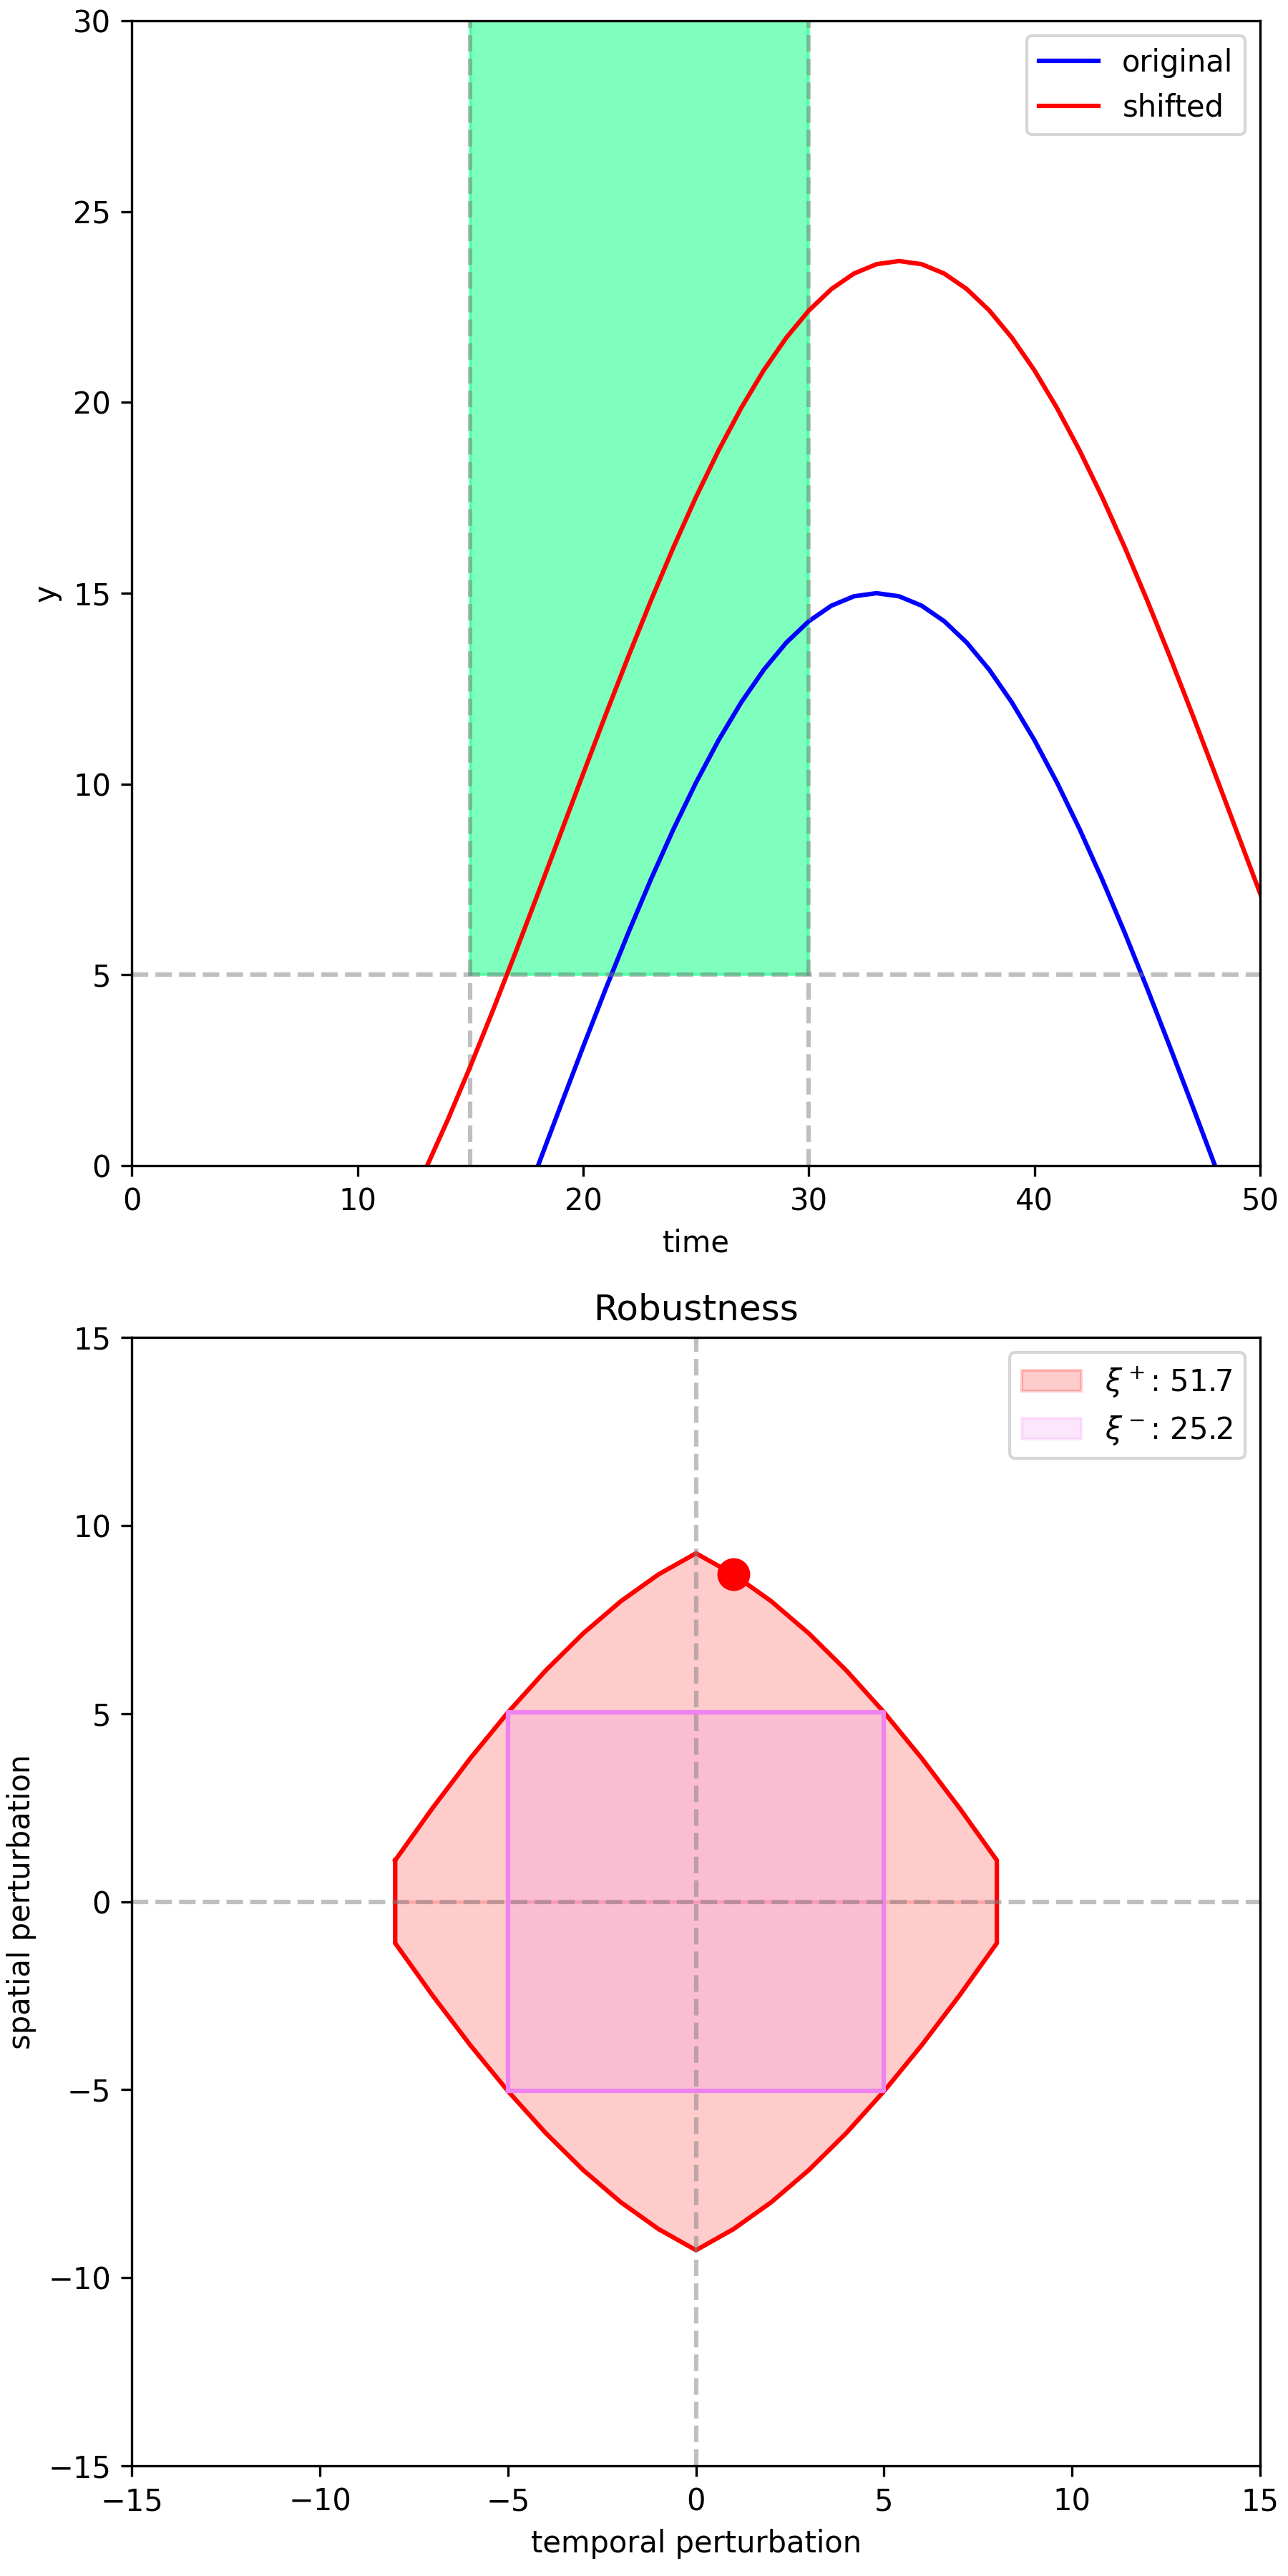 30
25
20
15
10
5
0
y
original
shifted
0 10 20 30 40 50
time
Robustness
15
10
5
0
−5
−10
−15
spatial perturbation
ξ⁺: 51.7
ξ⁻: 25.2
−15 −10 −5 0 5 10 15
temporal perturbation